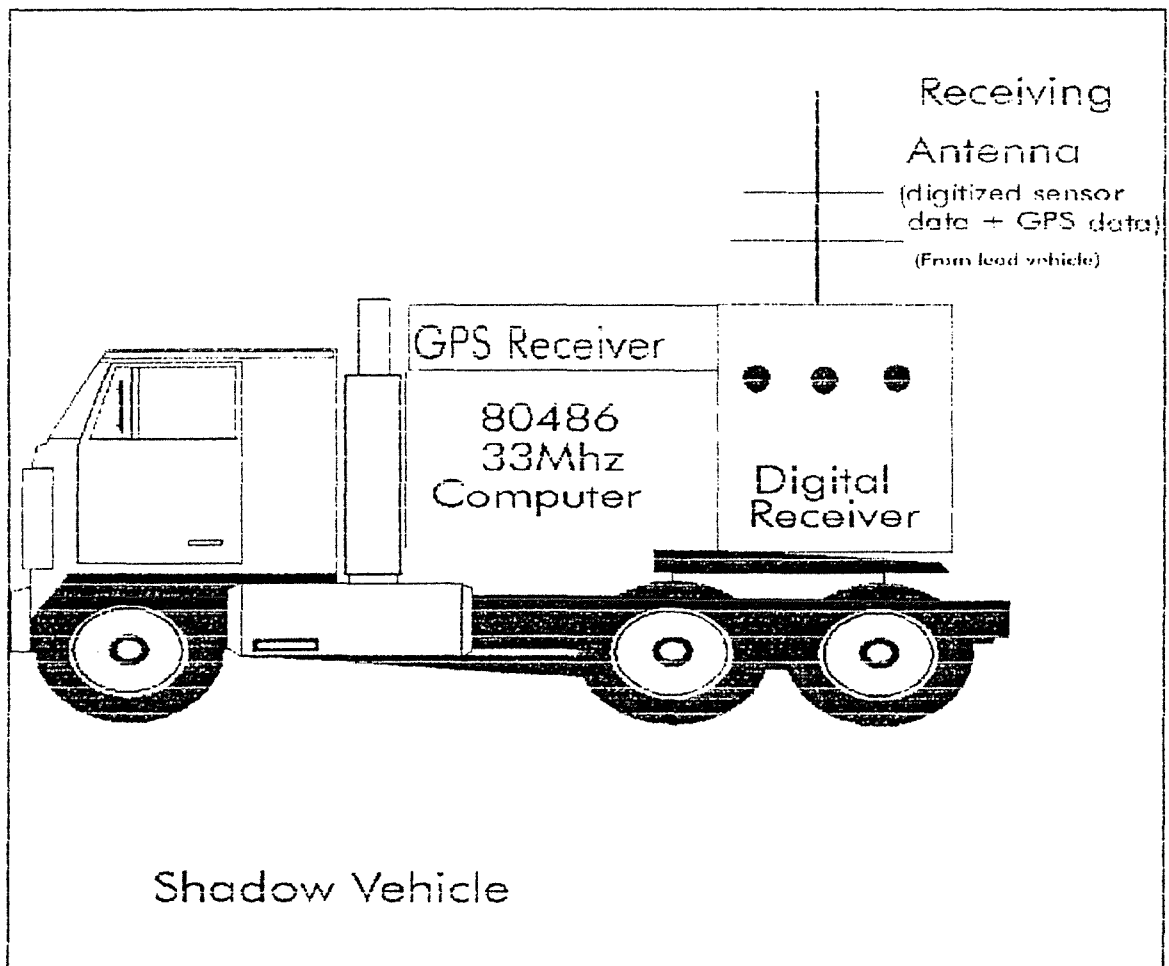 Receiving
Antenna
(digitized sensor
data + GPS data)
(From lead vehicle)
GPS Receiver
80486
33Mhz
Computer
Digital
Receiver
Shadow Vehicle